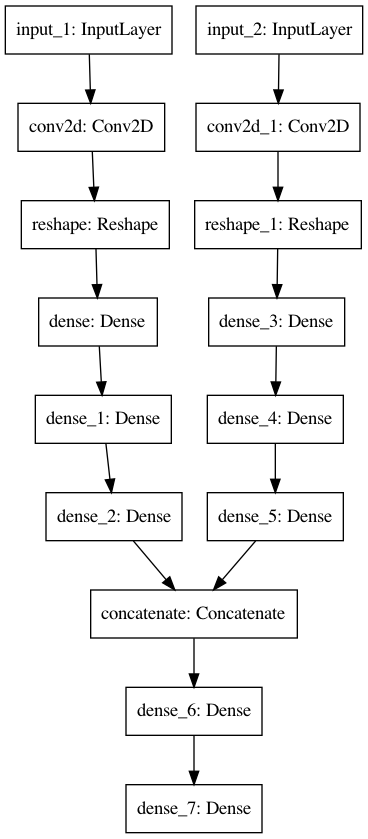 input_1: InputLayer
input_2: InputLayer
conv2d: Conv2D
conv2d_1: Conv2D
reshape: Reshape
reshape_1: Reshape
dense: Dense
dense_3: Dense
dense_1: Dense
dense_4: Dense
dense_2: Dense
dense_5: Dense
concatenate: Concatenate
dense_6: Dense
dense_7: Dense